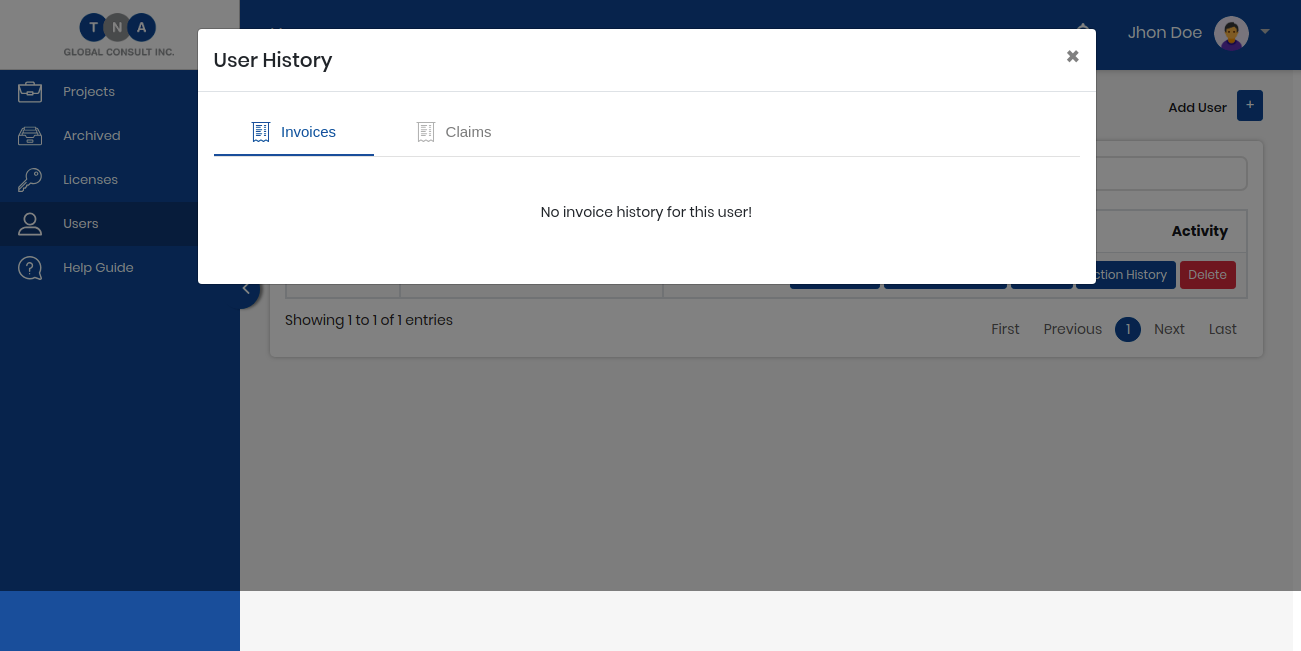 TNA
GLOBAL CONSULT INC.
Jhon Doe
User History
✖
Projects
Archived
Licenses
Users
Help Guide
Add User +
Invoices
Claims
No invoice history for this user!
Activity
ction History
Delete
Showing 1 to 1 of 1 entries
First Previous 1 Next Last